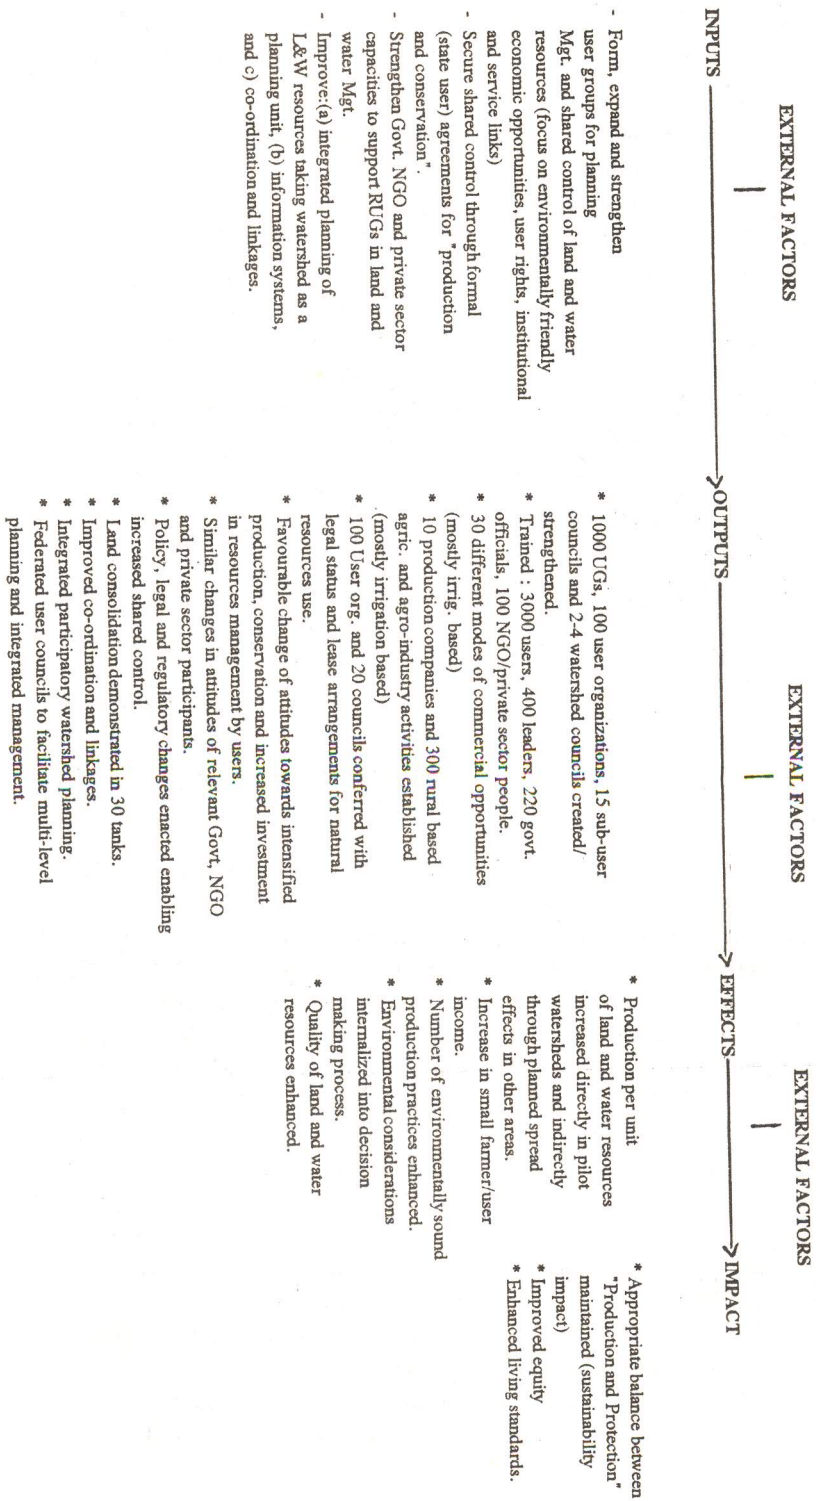 EXTERNAL FACTORS
EXTERNAL FACTORS
EXTERNAL FACTORS
INPUTS
OUTPUTS
EFFECTS
IMPACT
- Form, expand and strengthen
user groups for planning
Mgt. and shared control of land and water
resources (focus on environmentally friendly
economic opportunities, user rights, institutional
and service links)
- Secure shared control through formal
(state user) agreements for "production
and conservation".
- Strengthen Govt. NGO and private sector
capacities to support RUGs in land and
water Mgt.
- Improve:(a) integrated planning of
L&W resources taking watershed as a
planning unit, (b) information systems,
and c) co-ordination and linkages.
* 1000 UGs, 100 user organizations, 15 sub-user
councils and 2-4 watershed councils created/
strengthened.
* Trained : 3000 users, 400 leaders, 220 govt.
officials, 100 NGO/private sector people.
* 30 different modes of commercial opportunities
(mostly irrig. based)
* 10 production companies and 300 rural based
agric. and agro-industry activities established
(mostly irrigation based)
* 100 User org. and 20 councils conferred with
legal status and lease arrangements for natural
resources use.
* Favourable change of attitudes towards intensified
production, conservation and increased investment
in resources management by users.
* Similar changes in attitudes of relevant Govt, NGO
and private sector participants.
* Policy, legal and regulatory changes enacted enabling
increased shared control.
* Land consolidation demonstrated in 30 tanks.
* Improved co-ordination and linkages.
* Integrated participatory watershed planning.
* Federated user councils to facilitate multi-level
planning and integrated management.
* Production per unit
of land and water resources
increased directly in pilot
watersheds and indirectly
through planned spread
effects in other areas.
* Increase in small farmer/user
income.
* Number of environmentally sound
production practices enhanced.
* Environmental considerations
internalized into decision
making process.
* Quality of land and water
resources enhanced.
* Appropriate balance between
"Production and Protection"
maintained (sustainability
impact)
* Improved equity
* Enhanced living standards.